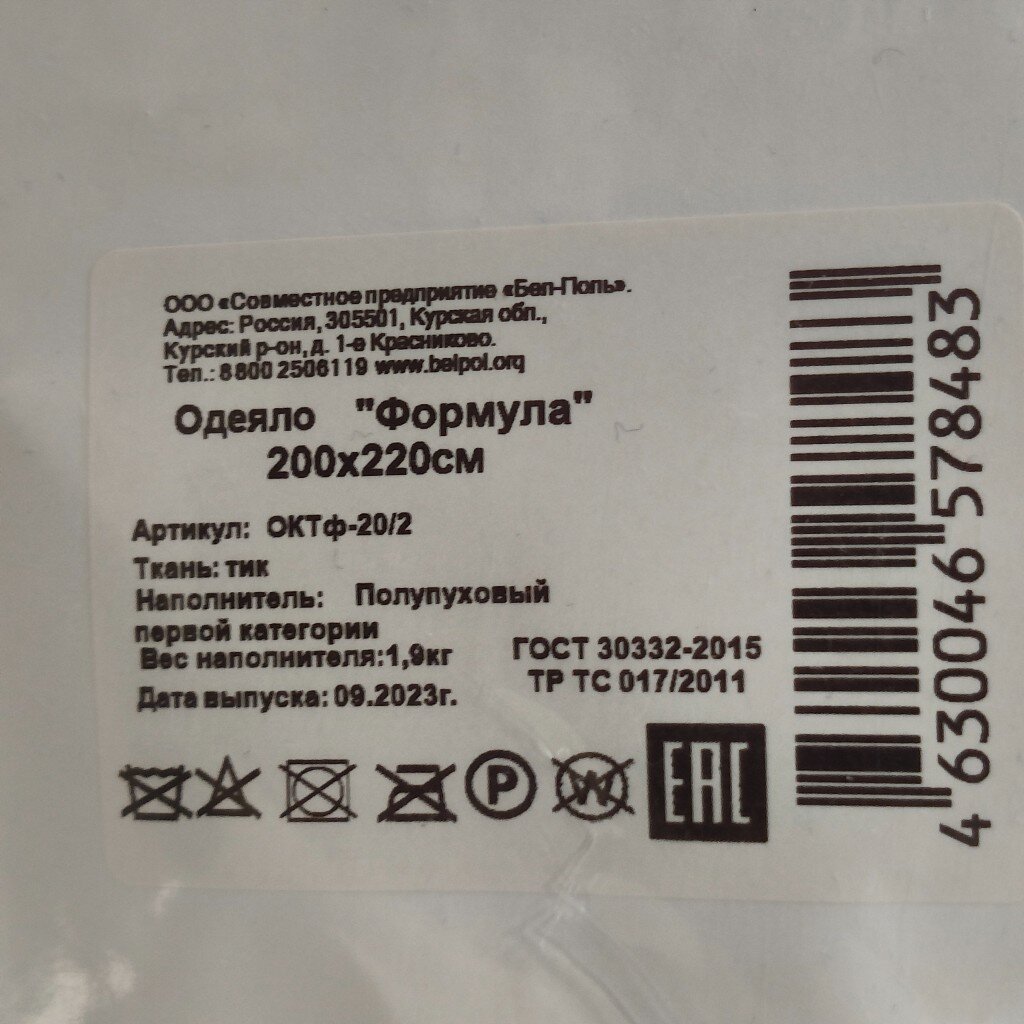 ООО «Совместное предприятие «Бел-Поль».
Адрес: Россия, 305501, Курская обл.,
Курский р-он, д. 1-е Красниково.
Тел.: 8 800 2506119 www.belpol.org
Одеяло "Формула"
200х220см
Артикул: ОКТф-20/2
Ткань: тик
Наполнитель: Полупуховый
первой категории
Вес наполнителя:1,9кг
Дата выпуска: 09.2023г.
ГОСТ 30332-2015
ТР ТС 017/2011
P
W
EAC
4 630046 578483